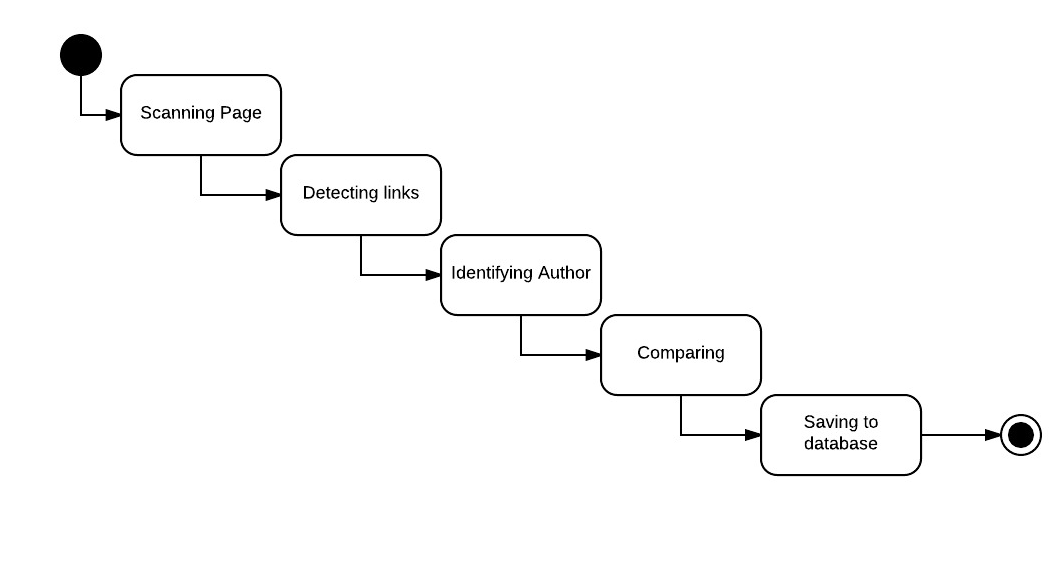 Scanning Page
Detecting links
Identifying Author
Comparing
Saving to
database